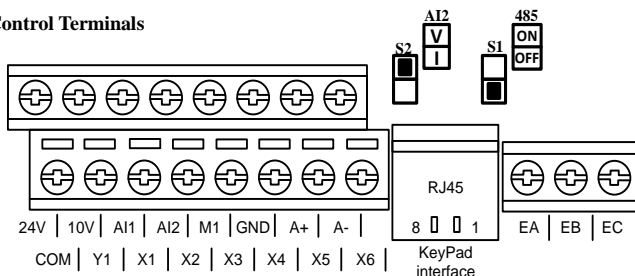 Control Terminals
AI2
485
V
I
ON
OFF
S2
S1
RJ45
8 1
24V 10V AI1 AI2 M1 GND A+ A-
EA EB EC
COM Y1 X1 X2 X3 X4 X5 X6
KeyPad
interface